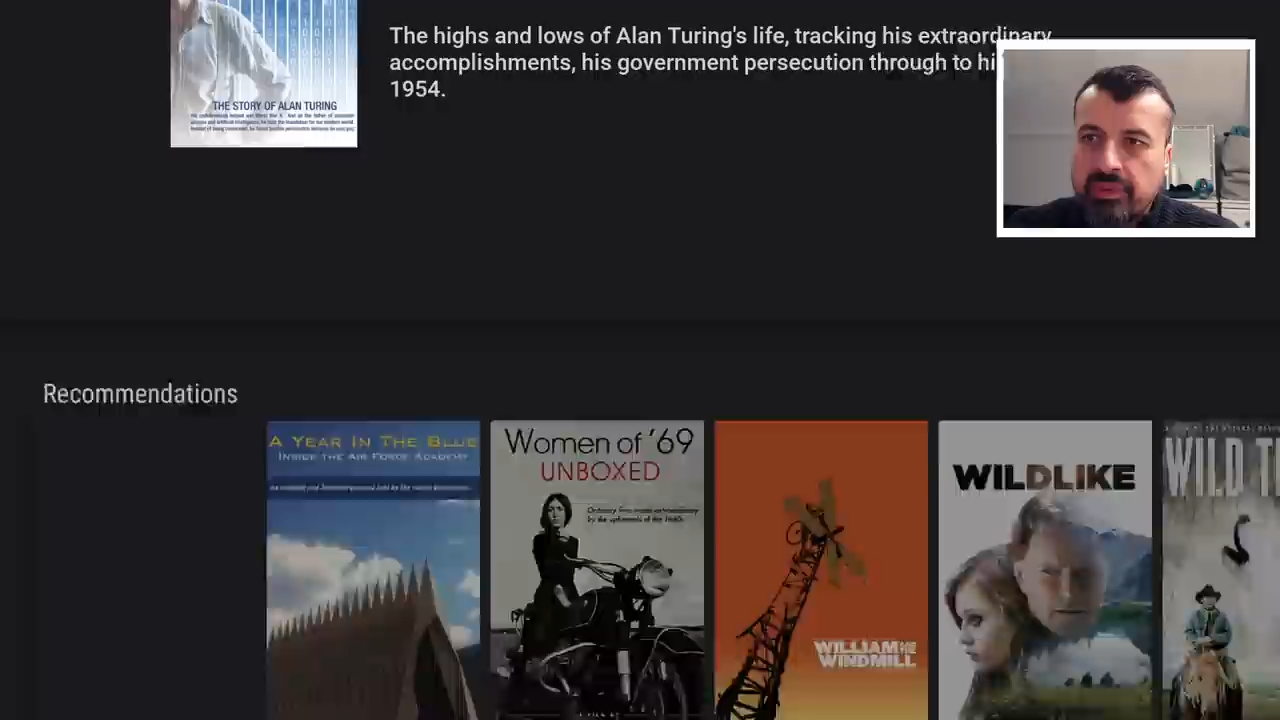 The highs and lows of Alan Turing's life, tracking his extraordinary
accomplishments, his government persecution through to hi
1954.
THE STORY OF ALAN TURING
Recommendations
A YEAR IN THE BLUE
INSIDE THE AIR FORCE ACADEMY
Women of '69
UNBOXED
WILLIAM AND THE
WINDMILL
WILDLIKE
WILD T